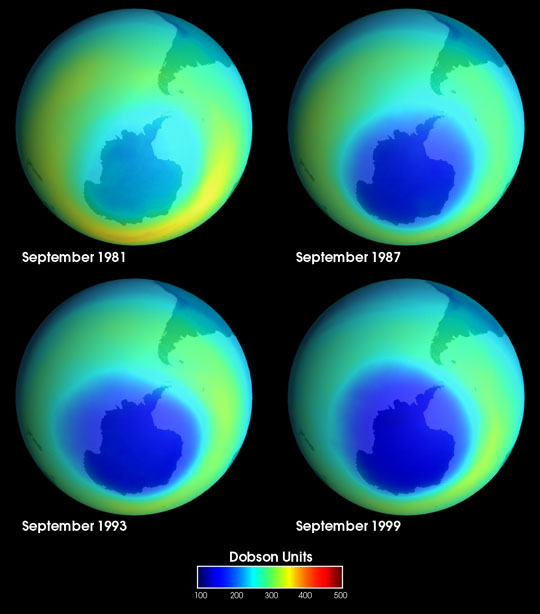 September 1981
September 1987
September 1993
September 1999
Dobson Units
100 200 300 400 500